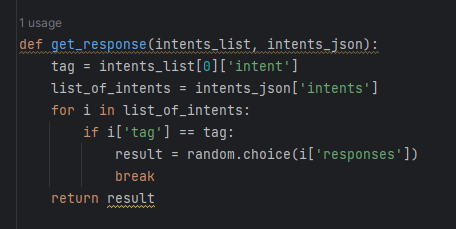 1 usage
def get_response(intents_list, intents_json):
    tag = intents_list[0]['intent']
    list_of_intents = intents_json['intents']
    for i in list_of_intents:
        if i['tag'] == tag:
            result = random.choice(i['responses'])
            break
    return result